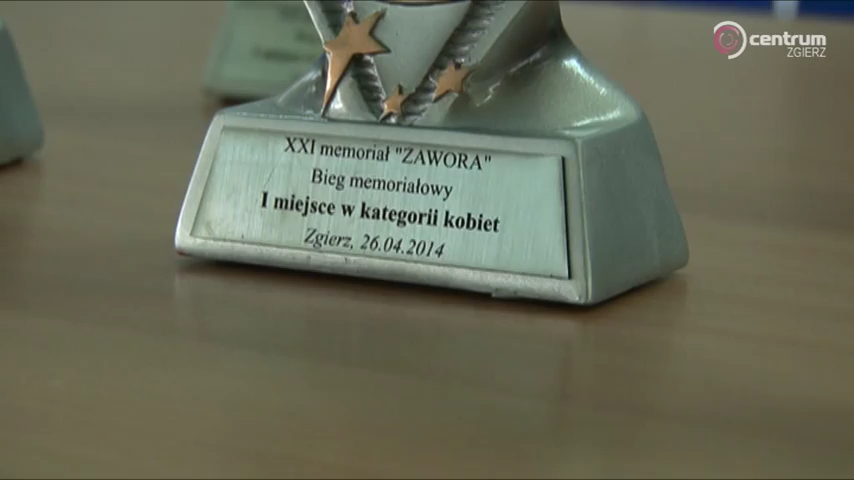 centrum
ZGIERZ
XXI memoriał "ZAWORA"
Bieg memoriałowy
I miejsce w kategorii kobiet
Zgierz, 26.04.2014